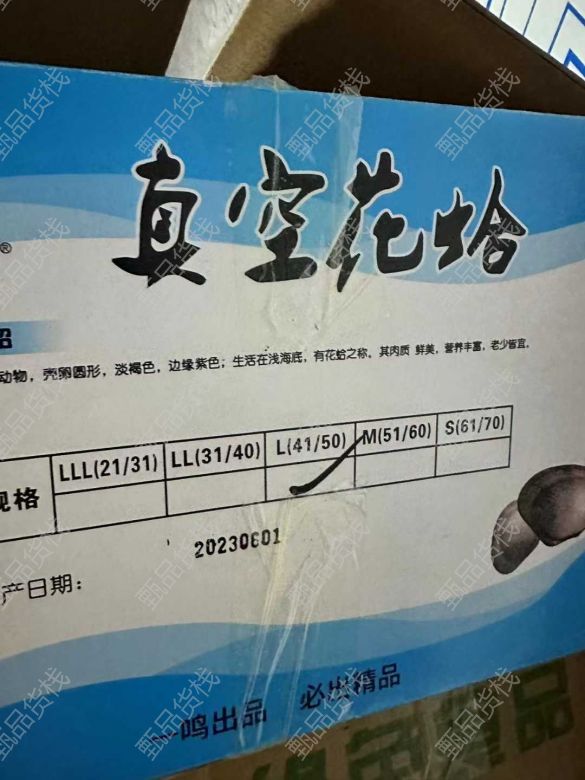 真空花蛤
®
绍
动物，壳卵圆形，淡褐色，边缘紫色；生活在浅海底，有花蛤之称。其肉质 鲜美，营养丰富，老少皆宜。
规格 LLL(21/31) LL(31/40) L(41/50) M(51/60) S(61/70)
20230601
产日期：
一鸣出品 必出精品
甄品货栈